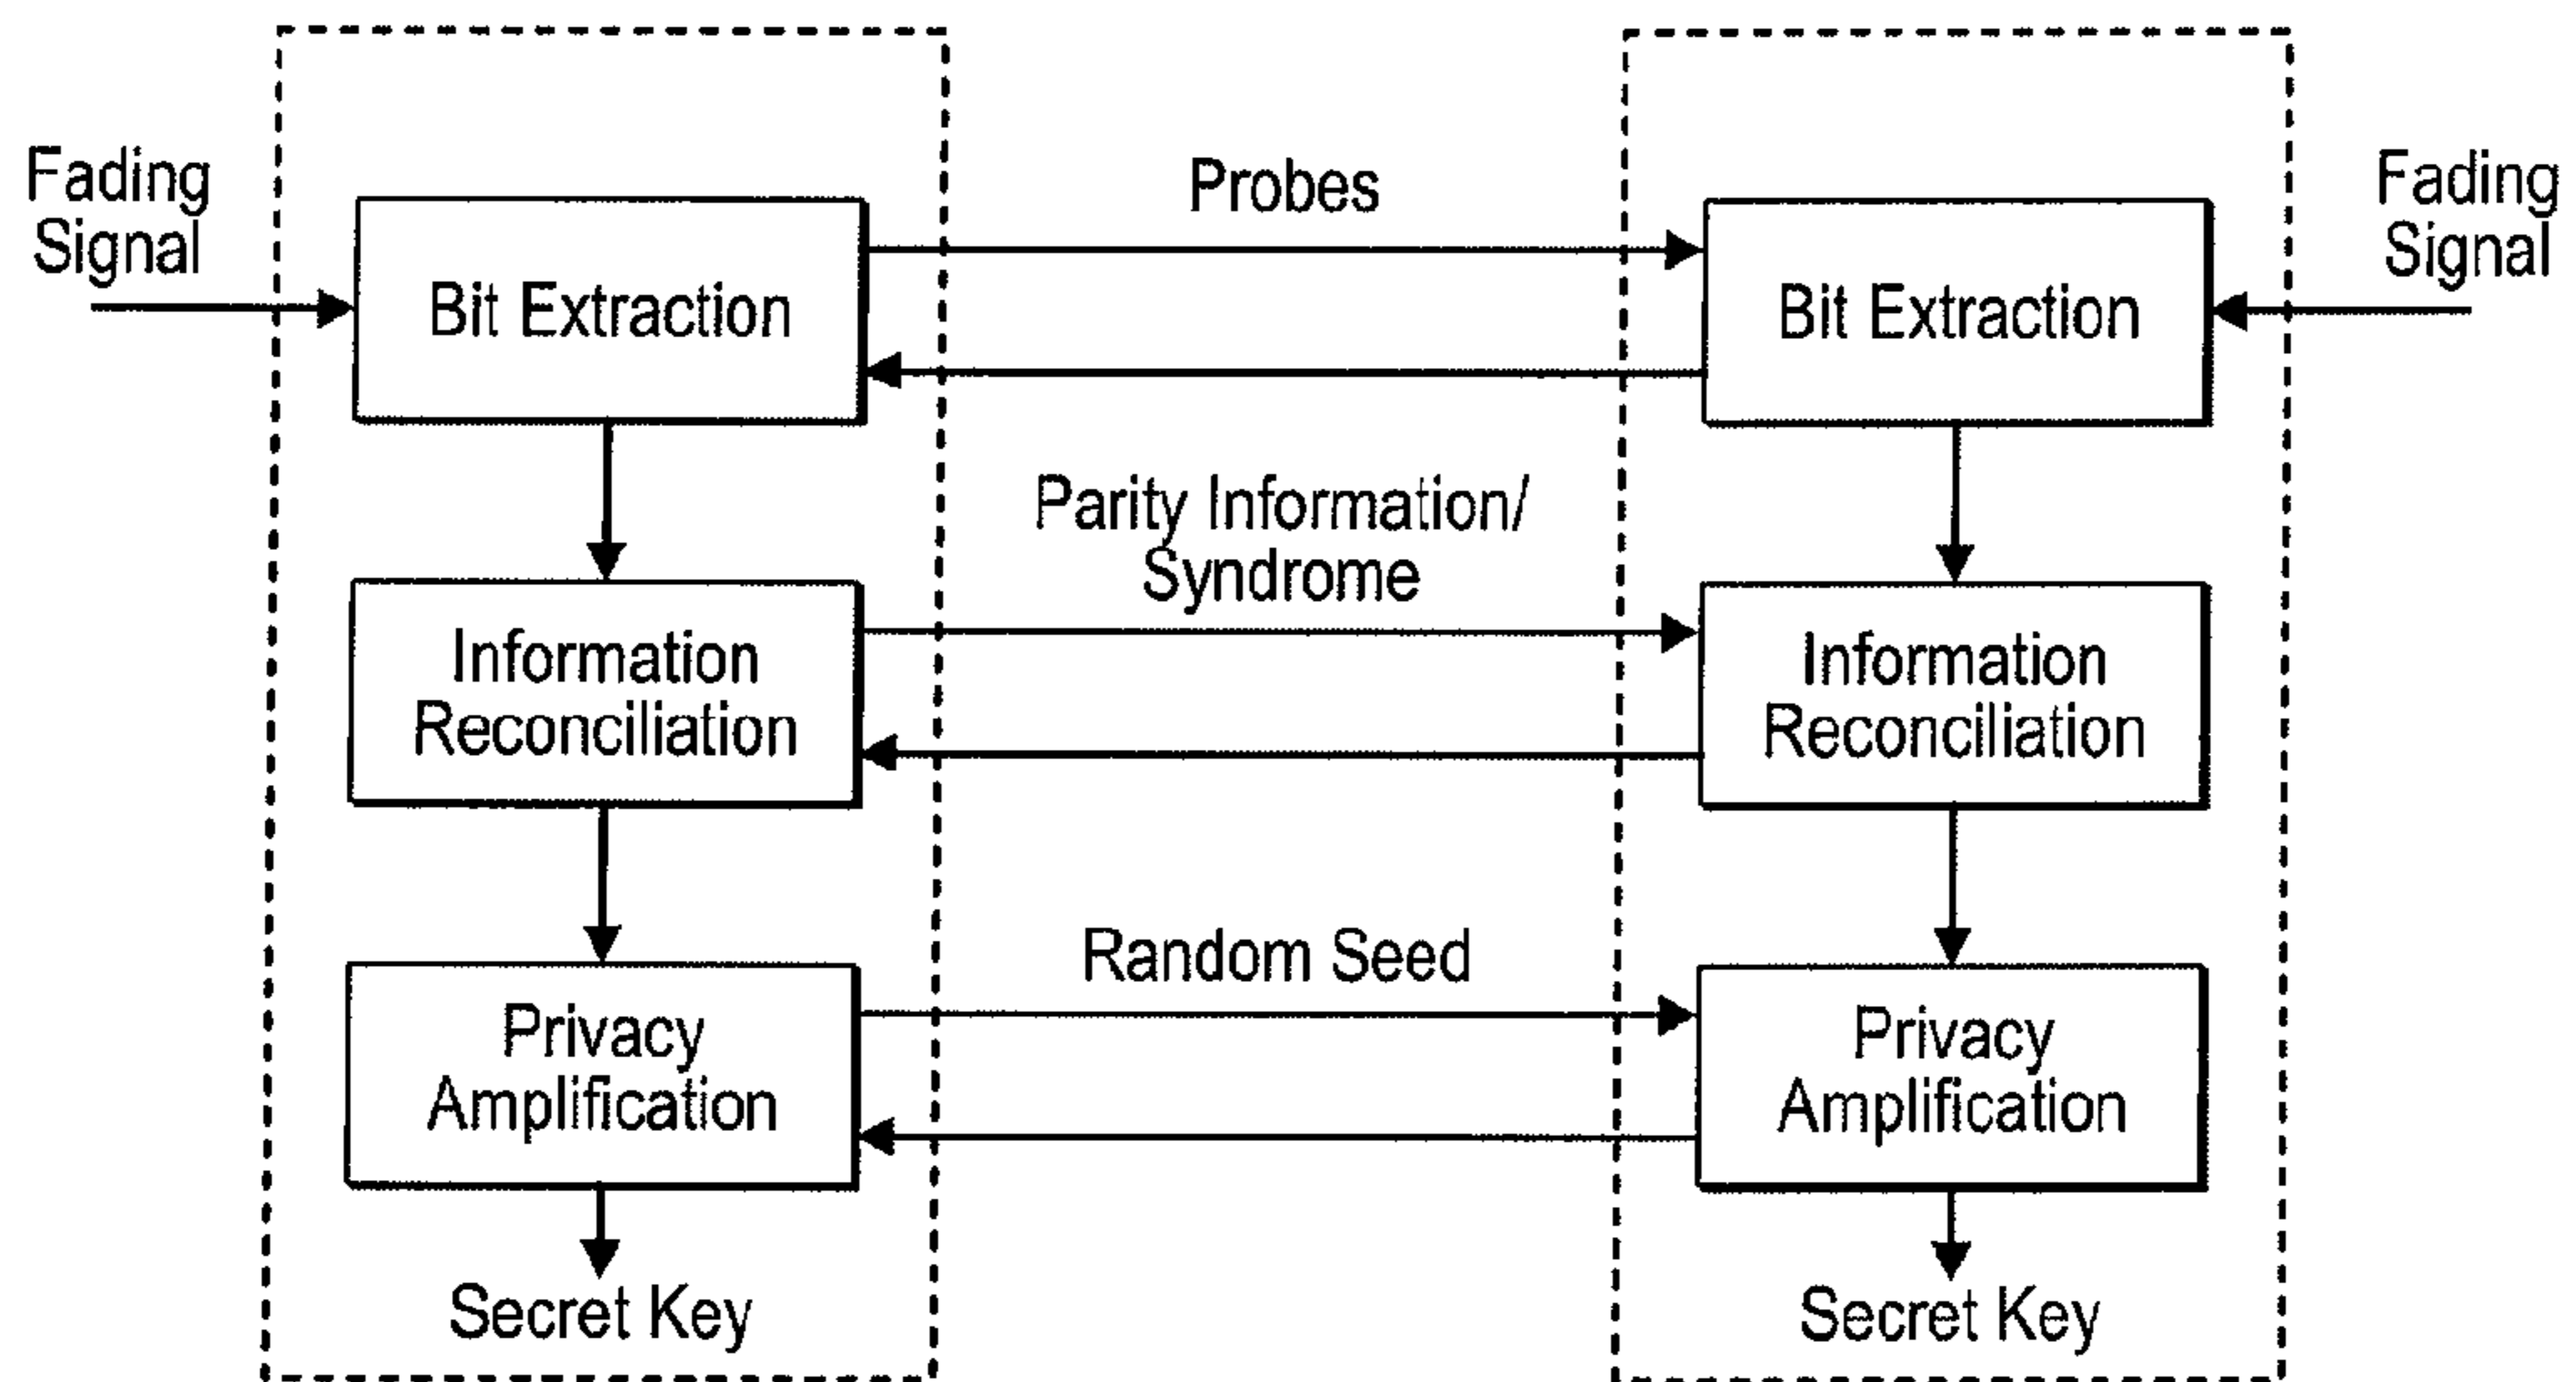 Fading
Signal
Probes
Fading
Signal
Bit Extraction
Bit Extraction
Parity Information/
Syndrome
Information
Reconciliation
Information
Reconciliation
Random Seed
Privacy
Amplification
Privacy
Amplification
Secret Key
Secret Key